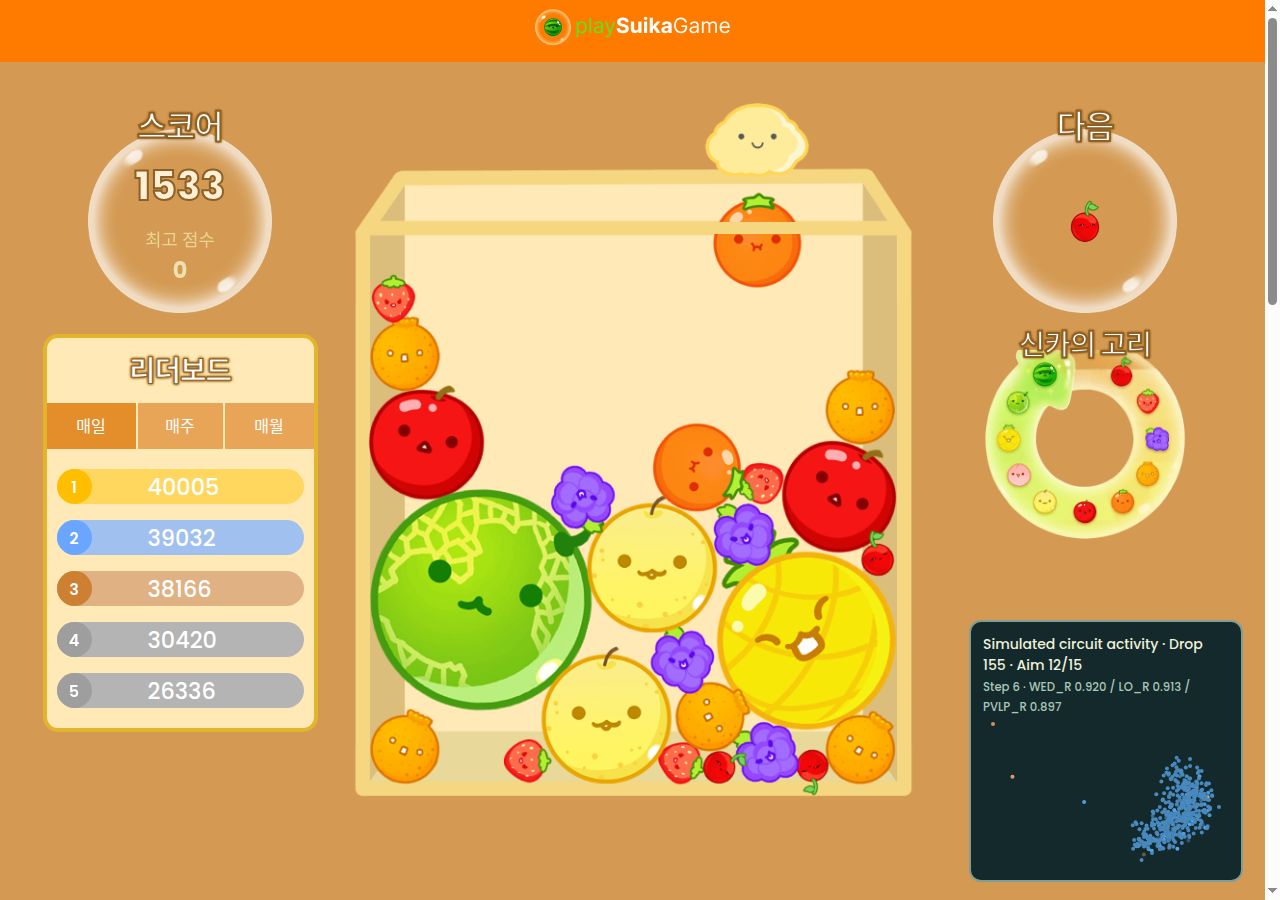 playSuikaGame
스코어
1533
최고 점수
0
다음
신카의 고리
리더보드
매일 매주 매월
1 40005
2 39032
3 38166
4 30420
5 26336
Simulated circuit activity · Drop
155 · Aim 12/15
Step 6 · WED_R 0.920 / LO_R 0.913 /
PVLP_R 0.897